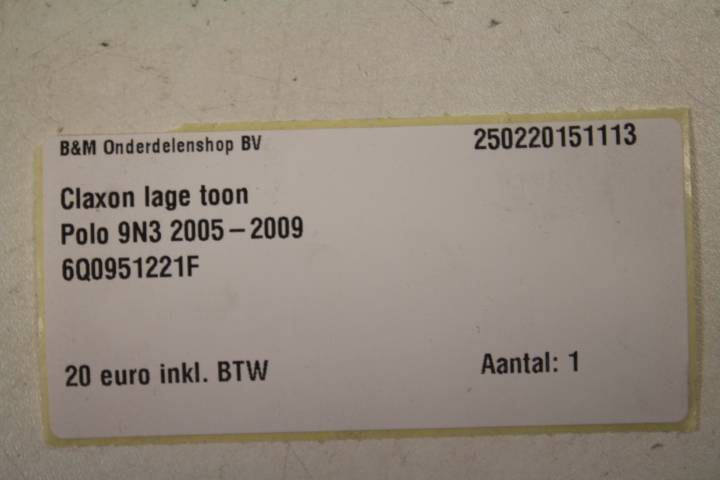 B&M Onderdelenshop BV 250220151113
Claxon lage toon
Polo 9N3 2005-2009
6Q0951221F
20 euro inkl. BTW Aantal: 1